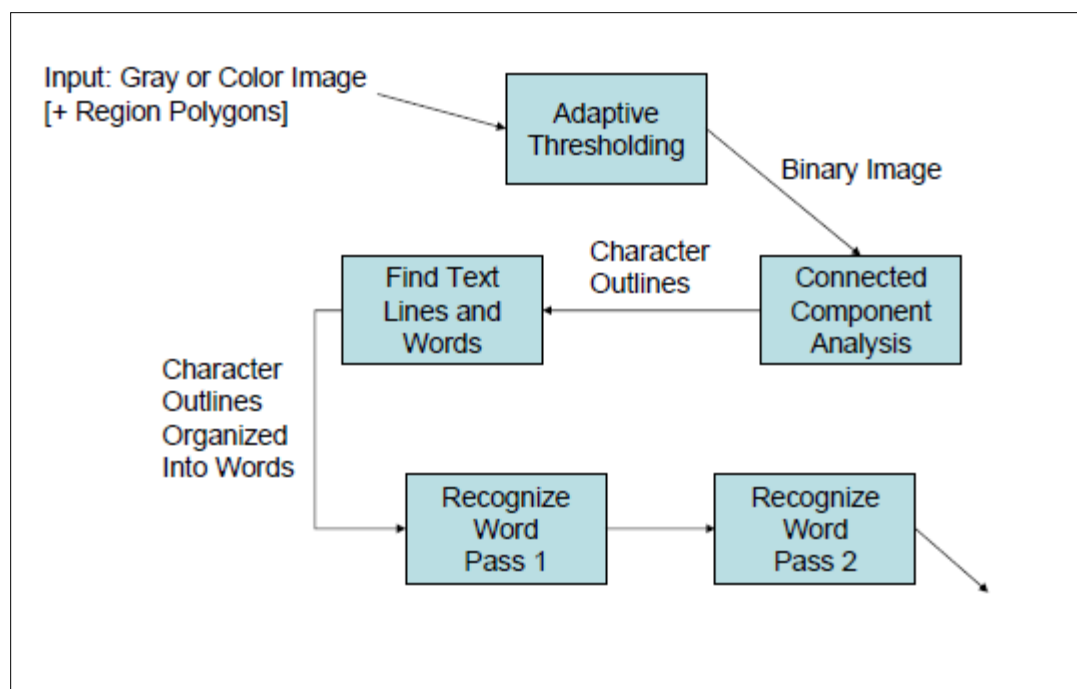 Input: Gray or Color Image
[+ Region Polygons]
Adaptive
Thresholding
Binary Image
Connected
Component
Analysis
Character
Outlines
Find Text
Lines and
Words
Character
Outlines
Organized
Into Words
Recognize
Word
Pass 1
Recognize
Word
Pass 2